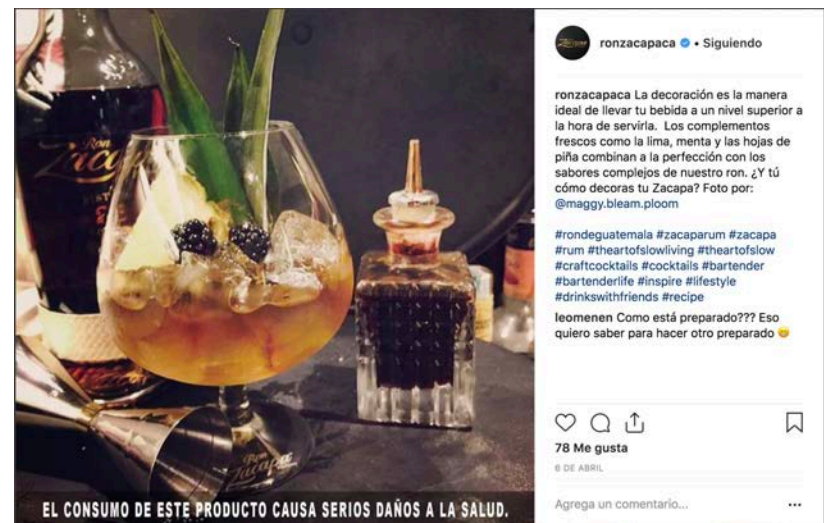 Ron
Zacapa
Ron
Zacapa
EL CONSUMO DE ESTE PRODUCTO CAUSA SERIOS DAÑOS A LA SALUD.
Zacapa
ronzacapaca • Siguiendo
ronzacapaca La decoración es la manera
ideal de llevar tu bebida a un nivel superior a
la hora de servirla. Los complementos
frescos como la lima, menta y las hojas de
piña combinan a la perfección con los
sabores complejos de nuestro ron. ¿Y tú
cómo decoras tu Zacapa? Foto por:
@maggy.bleam.ploom
#rondeguatemala #zacaparum #zacapa
#rum #theartofslowliving #theartofslow
#craftcocktails #cocktails #bartender
#bartenderlife #inspire #lifestyle
#drinkswithfriends #recipe
leomenen Como está preparado??? Eso
quiero saber para hacer otro preparado 😋
78 Me gusta
6 DE ABRIL
Agrega un comentario...